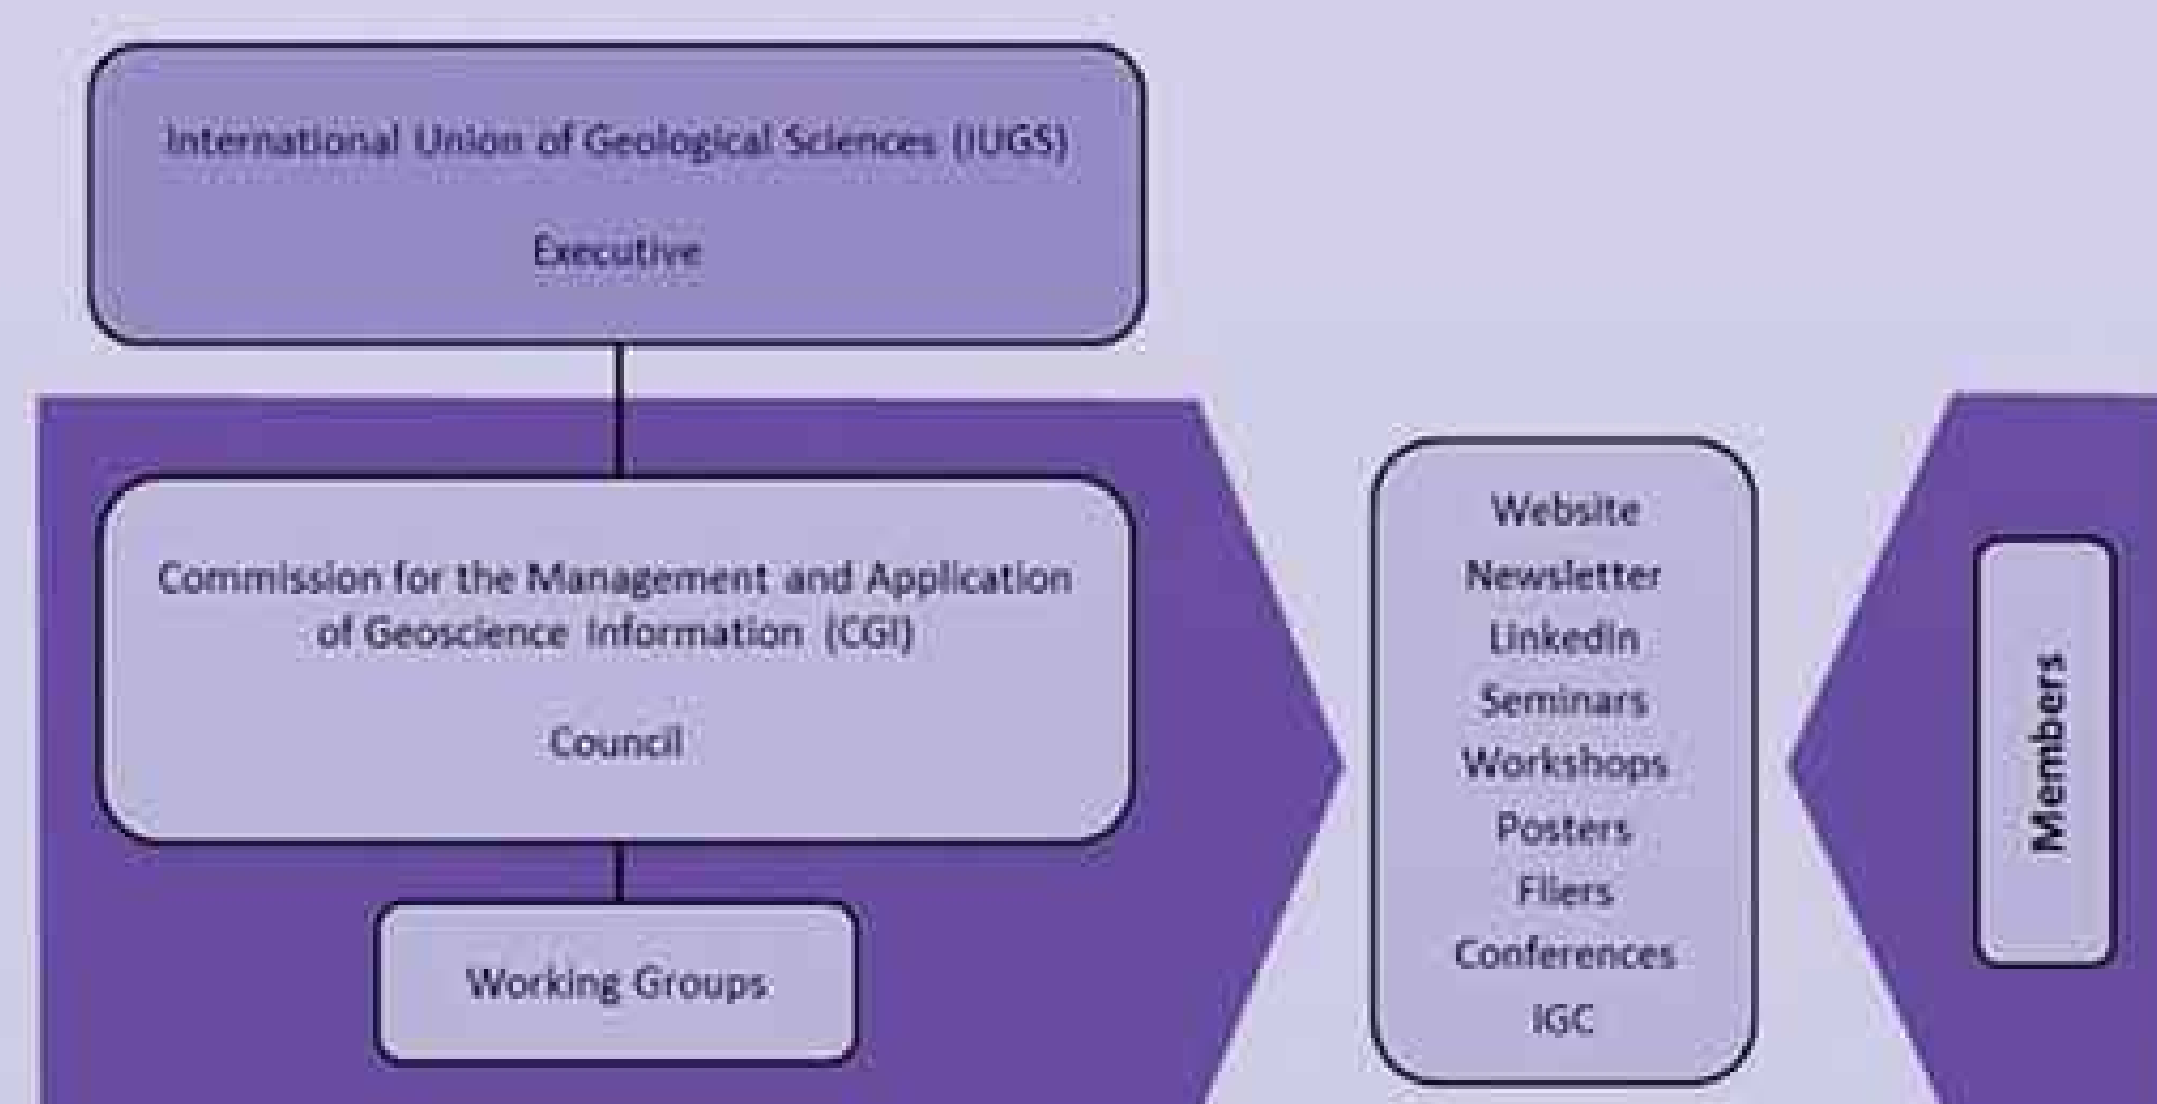 International Union of Geological Sciences (IUGS)
Executive
Commission for the Management and Application
of Geoscience Information (CGI)
Council
Working Groups
Website
Newsletter
LinkedIn
Seminars
Workshops
Posters
Fliers
Conferences
IGC
Members